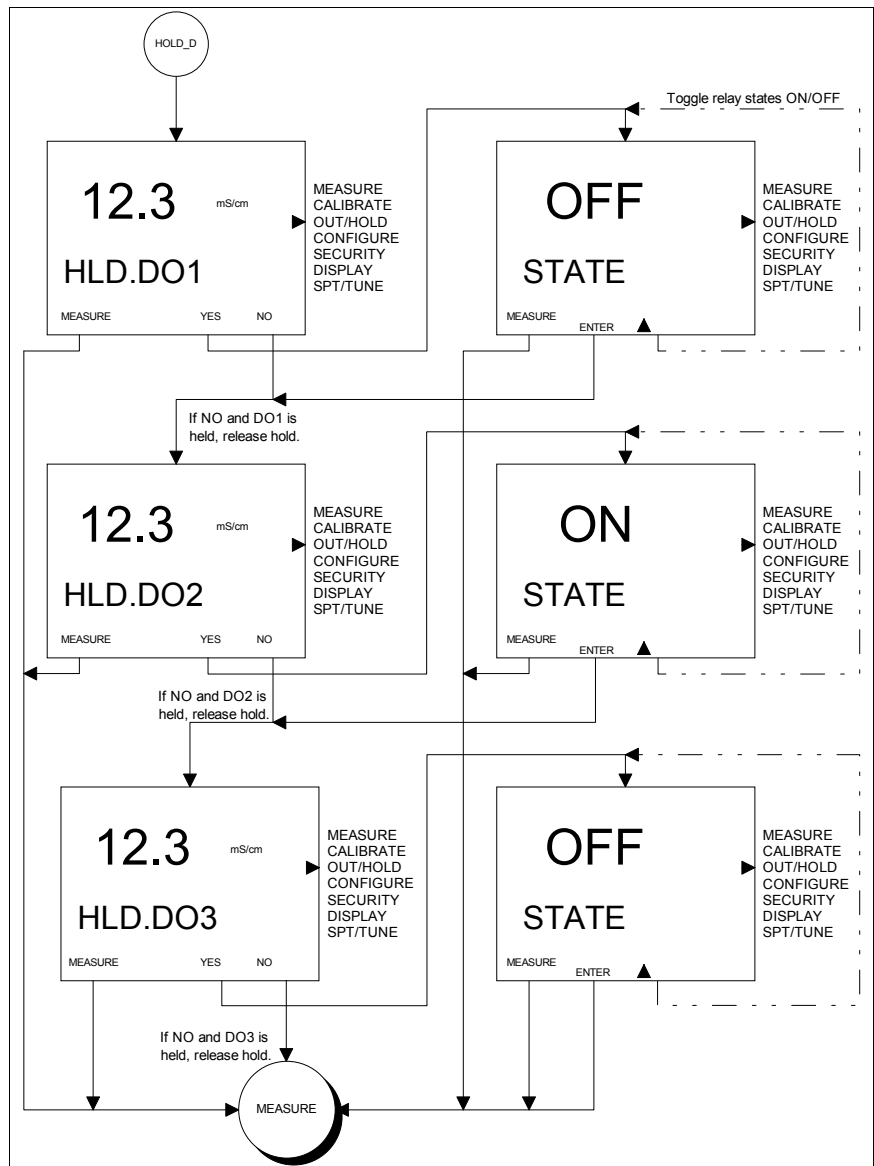 HOLD_D
Toggle relay states ON/OFF
12.3 mS/cm
HLD.DO1
MEASURE YES NO
MEASURE
CALIBRATE
OUT/HOLD
CONFIGURE
SECURITY
DISPLAY
SPT/TUNE
OFF
STATE
MEASURE ENTER
MEASURE
CALIBRATE
OUT/HOLD
CONFIGURE
SECURITY
DISPLAY
SPT/TUNE
If NO and DO1 is
held, release hold.
12.3 mS/cm
HLD.DO2
MEASURE YES NO
MEASURE
CALIBRATE
OUT/HOLD
CONFIGURE
SECURITY
DISPLAY
SPT/TUNE
ON
STATE
MEASURE ENTER
MEASURE
CALIBRATE
OUT/HOLD
CONFIGURE
SECURITY
DISPLAY
SPT/TUNE
If NO and DO2 is
held, release hold.
12.3 mS/cm
HLD.DO3
MEASURE YES NO
MEASURE
CALIBRATE
OUT/HOLD
CONFIGURE
SECURITY
DISPLAY
SPT/TUNE
OFF
STATE
MEASURE ENTER
MEASURE
CALIBRATE
OUT/HOLD
CONFIGURE
SECURITY
DISPLAY
SPT/TUNE
If NO and DO3 is
held, release hold.
MEASURE